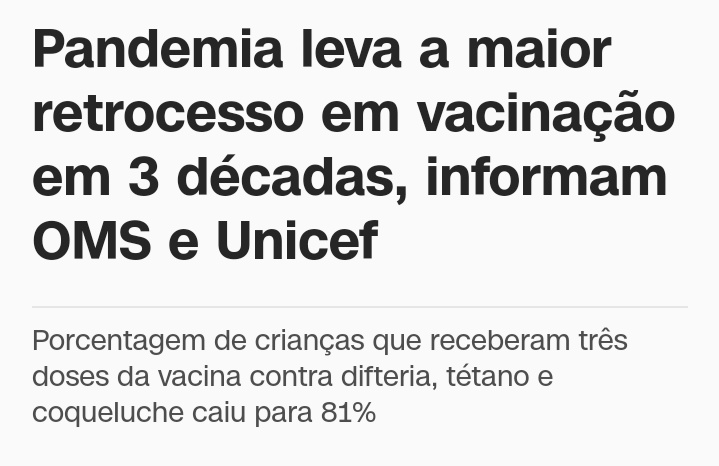 Pandemia leva a maior
retrocesso em vacinação
em 3 décadas, informam
OMS e Unicef
Porcentagem de crianças que receberam três
doses da vacina contra difteria, tétano e
coqueluche caiu para 81%